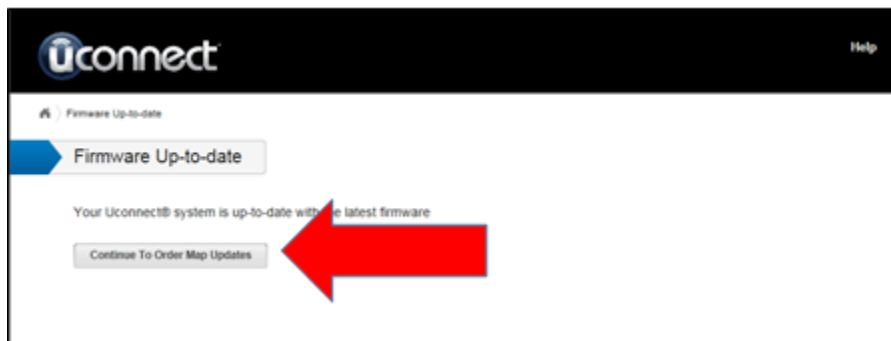 uconnect
Help
Firmware Up-to-date
Firmware Up-to-date
Your Uconnect® system is up-to-date with latest firmware
Continue To Order Map Updates